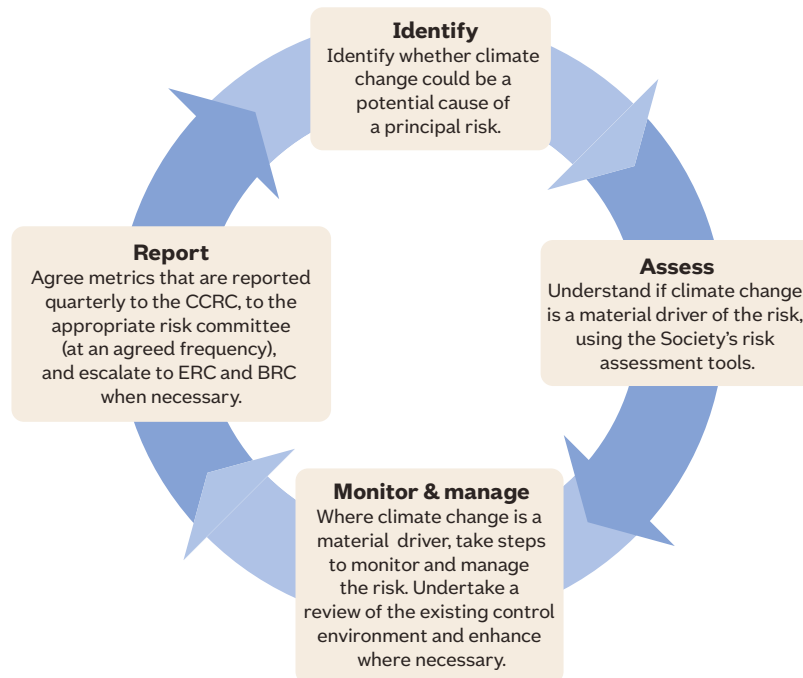 Identify
Identify whether climate
change could be a
potential cause of
a principal risk.
Assess
Understand if climate change
is a material driver of the risk,
using the Society's risk
assessment tools.
Monitor & manage
Where climate change is a
material driver, take steps
to monitor and manage
the risk. Undertake a
review of the existing control
environment and enhance
where necessary.
Report
Agree metrics that are reported
quarterly to the CCRC, to the
appropriate risk committee
(at an agreed frequency),
and escalate to ERC and BRC
when necessary.